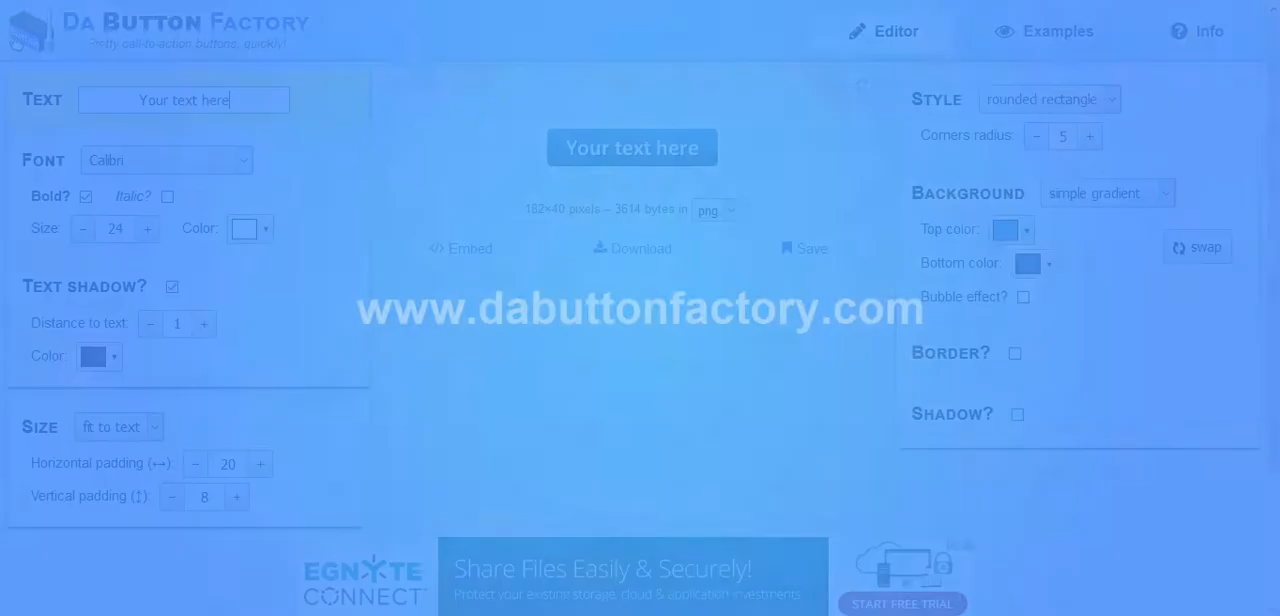 DA BUTTON FACTORY
Pretty call-to-action buttons, quickly!
Editor
Examples
Info
TEXT Your text here
FONT Calibri
Bold? Italic?
Size: - 24 + Color:
TEXT SHADOW?
Distance to text: - 1 +
Color:
SIZE fit to text
Horizontal padding (↔): - 20 +
Vertical padding (↕): - 8 +
Your text here
182×40 pixels – 3614 bytes in png
</> Embed
Download
Save
www.dabuttonfactory.com
STYLE rounded rectangle
Corners radius: - 5 +
BACKGROUND simple gradient
Top color:
swap
Bottom color:
Bubble effect?
BORDER?
SHADOW?
EGNYTE
CONNECT
Share Files Easily & Securely!
Protect your existing storage, cloud & application investments
START FREE TRIAL